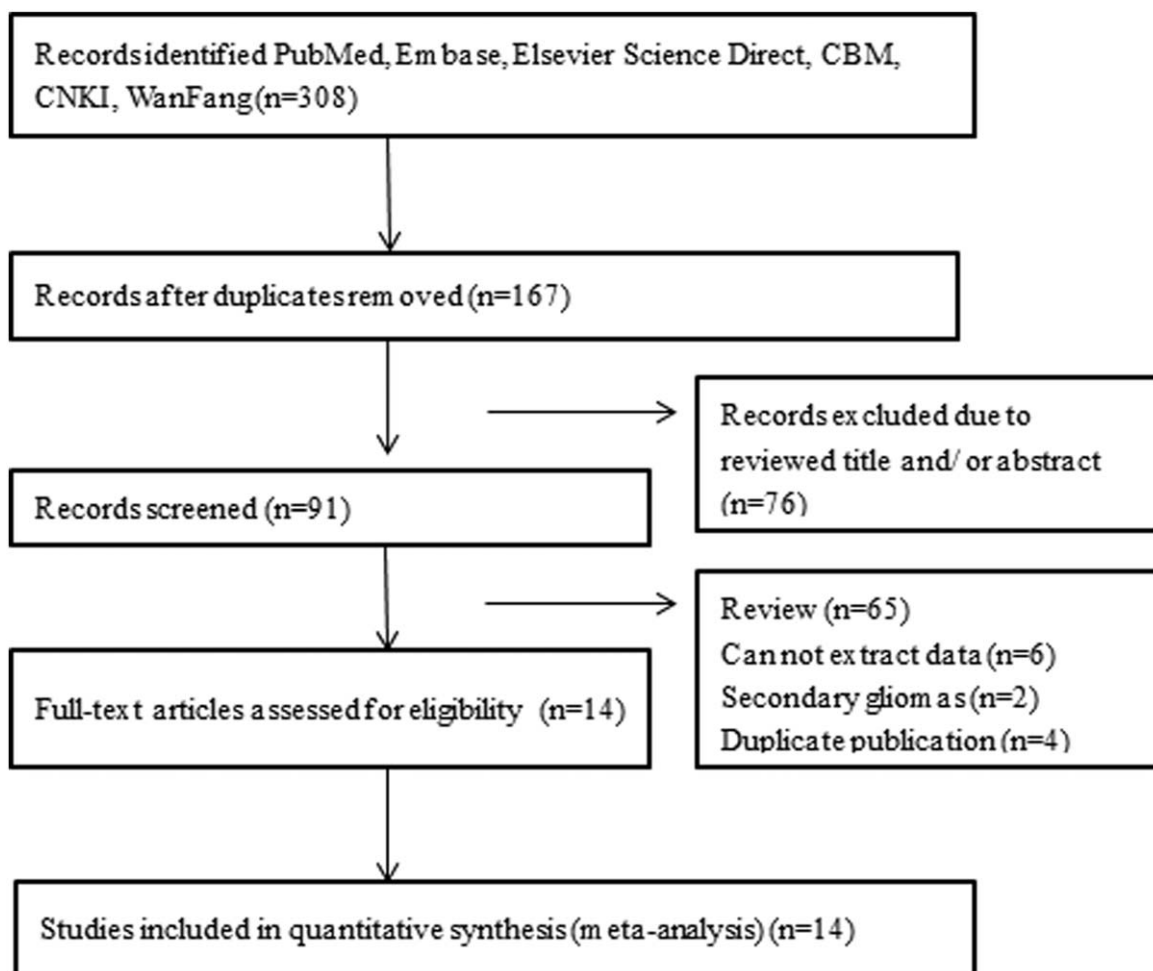 Records identified PubMed, Embase, Elsevier Science Direct, CBM,
CNKI, WanFang(n=308)
Records after duplicates removed (n=167)
Records excluded due to
reviewed title and/ or abstract
(n=76)
Records screened (n=91)
Review (n=65)
Can not extract data (n=6)
Secondary gliomas (n=2)
Duplicate publication (n=4)
Full-text articles assessed for eligibility (n=14)
Studies included in quantitative synthesis (meta-analysis) (n=14)